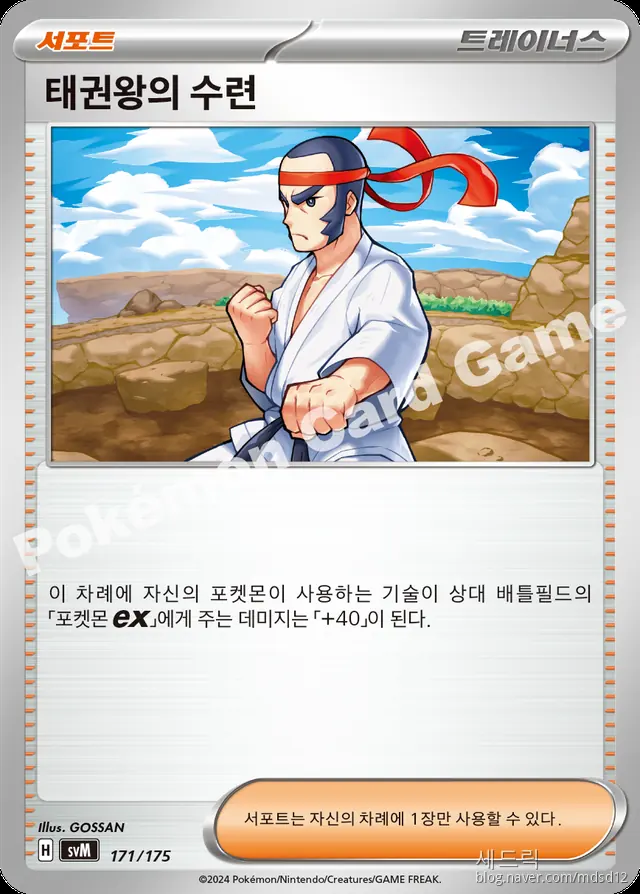 서포트
트레이너스
태권왕의 수련
Pokémon Card Game
이 차례에 자신의 포켓몬이 사용하는 기술이 상대 배틀필드의
「포켓몬 ex」에게 주는 데미지는 「+40」이 된다.
서포트는 자신의 차례에 1장만 사용할 수 있다.
Illus. GOSSAN
H svM 171/175
©2024 Pokémon/Nintendo/Creatures/GAME FREAK.
세드릭
blog.naver.com/mdsd12